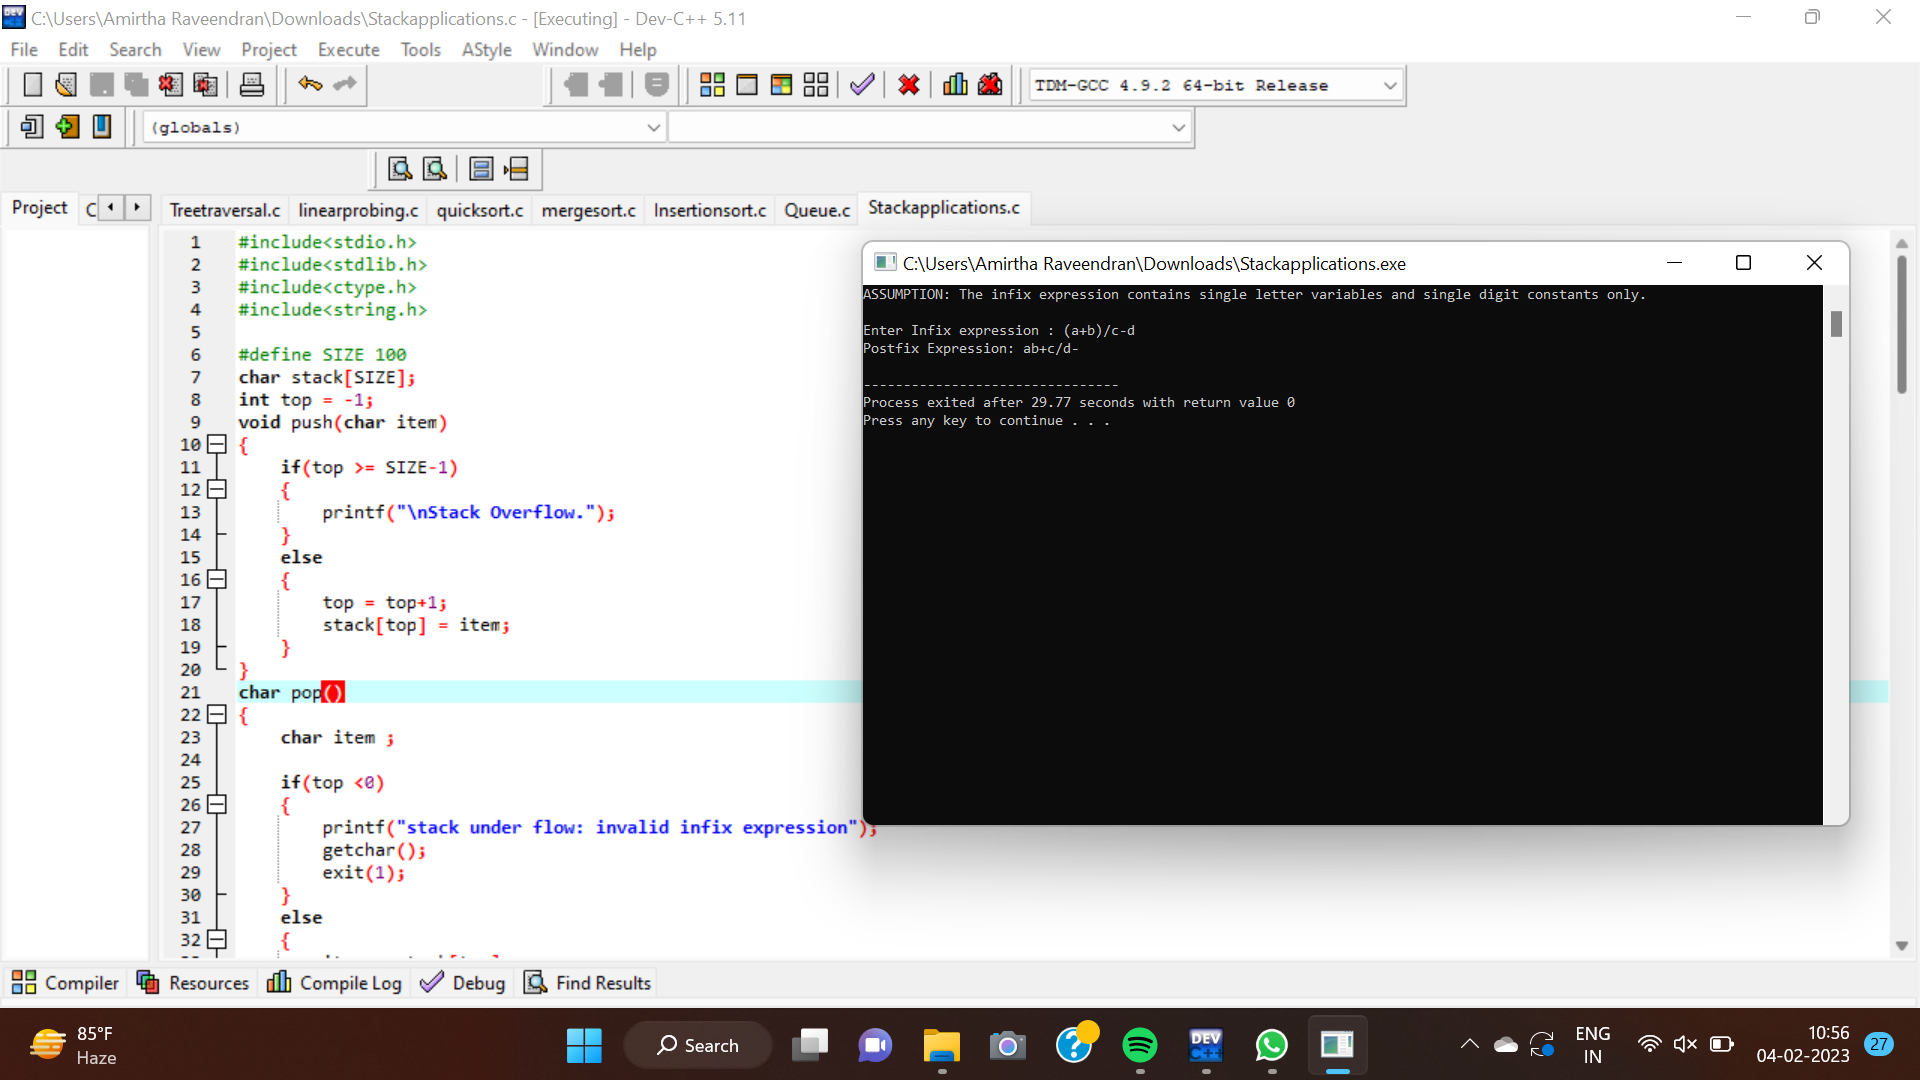 C:\Users\Amirtha Raveendran\Downloads\Stackapplications.c - [Executing] - Dev-C++ 5.11
File Edit Search View Project Execute Tools AStyle Window Help
TDM-GCC 4.9.2 64-bit Release
(globals)
Project C
Treetraversal.c linearprobing.c quicksort.c mergesort.c Insertionsort.c Queue.c Stackapplications.c
1 #include<stdio.h>
2 #include<stdlib.h>
3 #include<ctype.h>
4 #include<string.h>
5
6 #define SIZE 100
7 char stack[SIZE];
8 int top = -1;
9 void push(char item)
10 {
11 if(top >= SIZE-1)
12 {
13 printf("\nStack Overflow.");
14 }
15 else
16 {
17 top = top+1;
18 stack[top] = item;
19 }
20 }
21 char pop()
22 {
23 char item ;
24
25 if(top <0)
26 {
27 printf("stack under flow: invalid infix expression");
28 getchar();
29 exit(1);
30 }
31 else
32 {
C:\Users\Amirtha Raveendran\Downloads\Stackapplications.exe
ASSUMPTION: The infix expression contains single letter variables and single digit constants only.
Enter Infix expression : (a+b)/c-d
Postfix Expression: ab+c/d-
--------------------------------
Process exited after 29.77 seconds with return value 0
Press any key to continue . . .
Compiler Resources Compile Log Debug Find Results
85°F
Haze
Search
DEV
C++
ENG
IN
10:56
04-02-2023
27